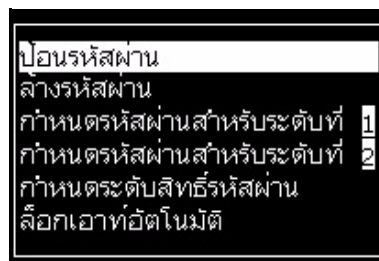 ป้อนรหัสผ่าน
ล้างรหัสผ่าน
กำหนดรหัสผ่านสำหรับระดับที่ 1
กำหนดรหัสผ่านสำหรับระดับที่ 2
กำหนดระดับสิทธิ์รหัสผ่าน
ล็อกเอาท์อัตโนมัติ